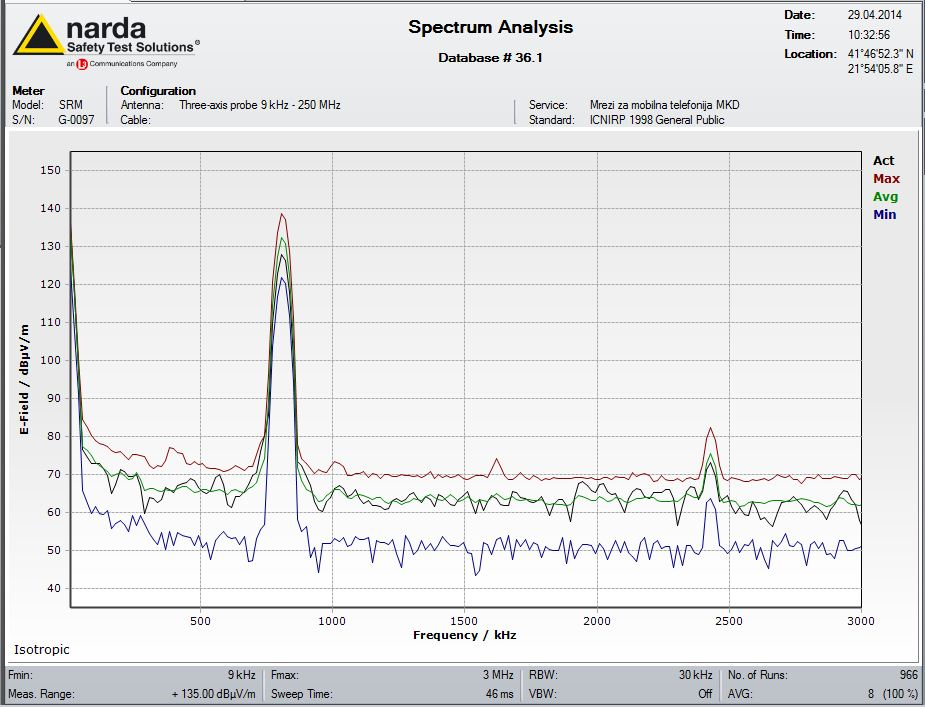 narda
Safety Test Solutions®
an L3 Communications Company
Spectrum Analysis
Database # 36.1
Date: 29.04.2014
Time: 10:32:56
Location: 41°46'52.3" N
21°54'05.8" E
Meter
Model: SRM
S/N: G-0097
Configuration
Antenna: Three-axis probe 9 kHz - 250 MHz
Cable:
Service: Mrezi za mobilna telefonija MKD
Standard: ICNIRP 1998 General Public
Act
Max
Avg
Min
150
140
130
120
110
100
90
80
70
60
50
40
E-Field / dBµV/m
500 1000 1500 2000 2500 3000
Frequency / kHz
Isotropic
Fmin: 9 kHz Fmax: 3 MHz RBW: 30 kHz No. of Runs: 966
Meas. Range: + 135.00 dBµV/m Sweep Time: 46 ms VBW: Off AVG: 8 (100 %)